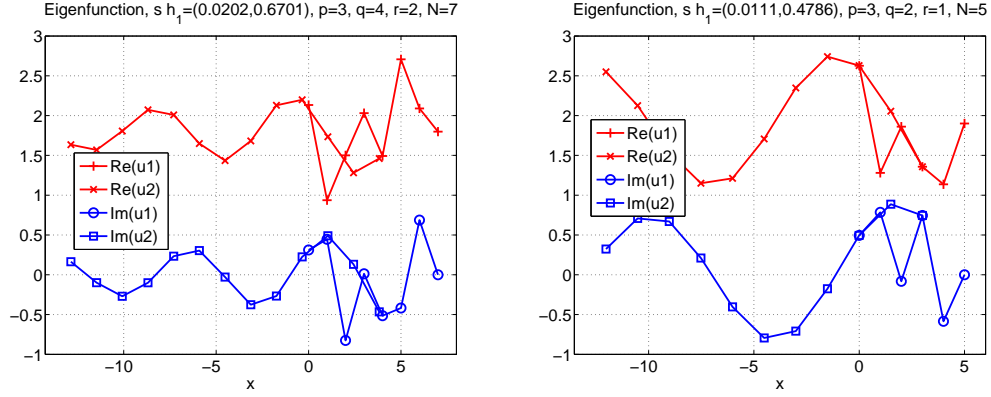 Eigenfunction, s h_1=(0.0202,0.6701), p=3, q=4, r=2, N=7
3
2.5
2
1.5
1
0.5
0
−0.5
−1
−10
−5
0
5
x
Re(u1)
Re(u2)
Im(u1)
Im(u2)
Eigenfunction, s h_1=(0.0111,0.4786), p=3, q=2, r=1, N=5
3
2.5
2
1.5
1
0.5
0
−0.5
−1
−10
−5
0
5
x
Re(u1)
Re(u2)
Im(u1)
Im(u2)